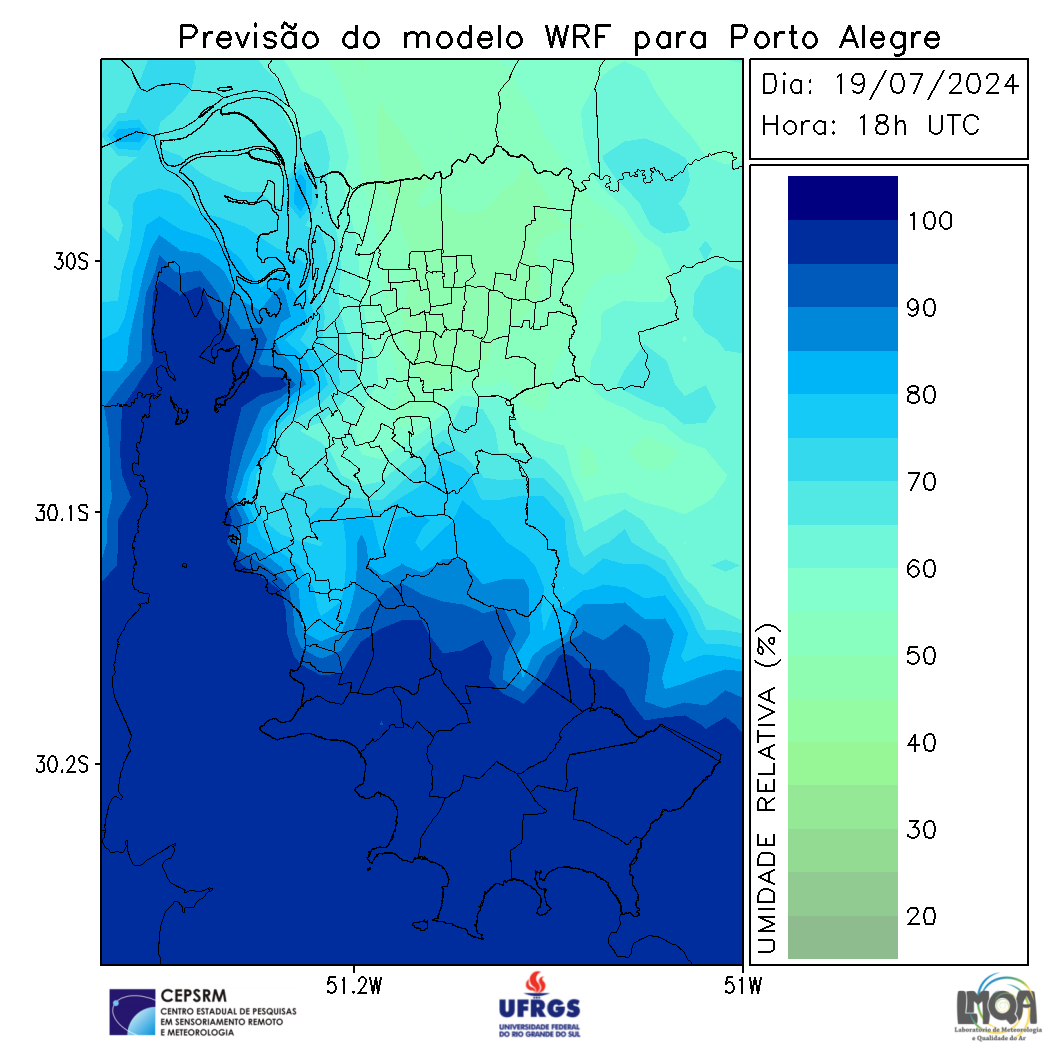 Previsão do modelo WRF para Porto Alegre
Dia: 19/07/2024
Hora: 18h UTC
30S
30.1S
30.2S
51.2W
51W
UMIDADE RELATIVA (%)
100
90
80
70
60
50
40
30
20
CEPSRM
CENTRO ESTADUAL DE PESQUISAS
EM SENSORIAMENTO REMOTO
E METEOROLOGIA
UFRGS
UNIVERSIDADE FEDERAL
DO RIO GRANDE DO SUL
LMQA
Laboratório de Meteorologia
e Qualidade do Ar